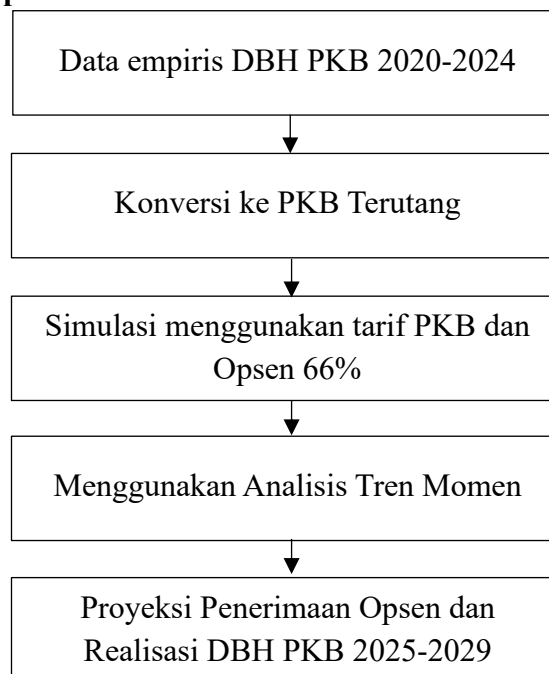 Data empiris DBH PKB 2020-2024
Konversi ke PKB Terutang
Simulasi menggunakan tarif PKB dan
Opsen 66%
Menggunakan Analisis Tren Momen
Proyeksi Penerimaan Opsen dan
Realisasi DBH PKB 2025-2029